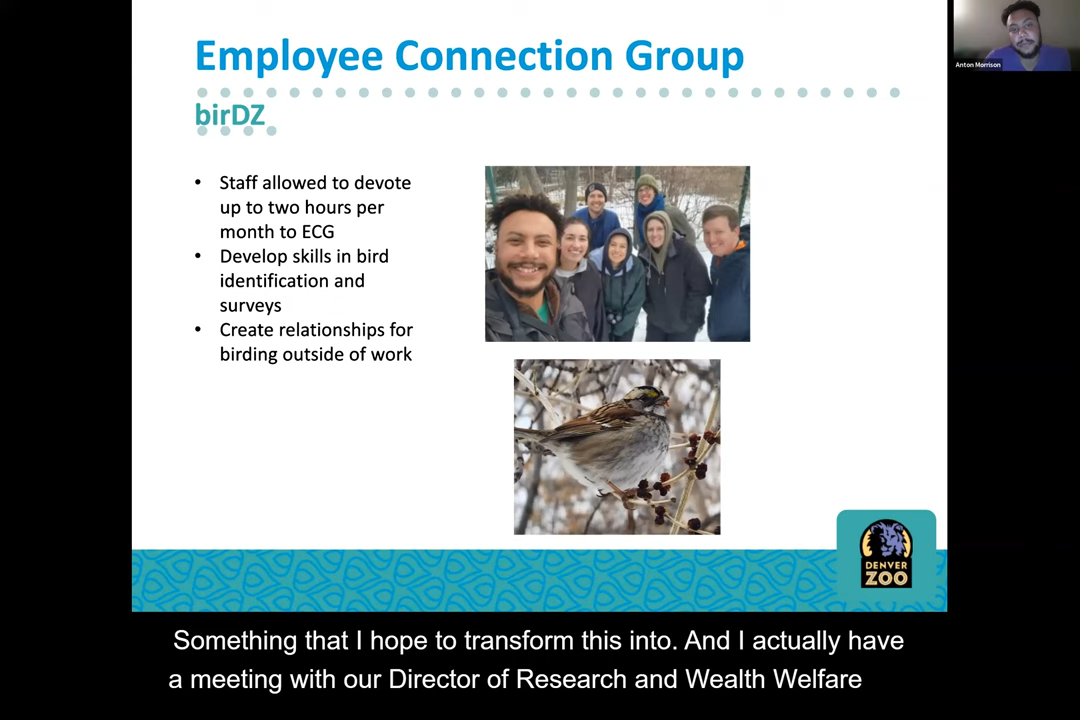 Employee Connection Group
birDZ
• Staff allowed to devote
up to two hours per
month to ECG
• Develop skills in bird
identification and
surveys
• Create relationships for
birding outside of work
Anton Morrison
DENVER
ZOO
Something that I hope to transform this into. And I actually have
a meeting with our Director of Research and Wealth Welfare